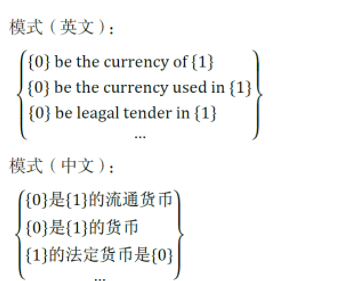 模式（英文）：
{0} be the currency of {1}
{0} be the currency used in {1}
{0} be leagal tender in {1}
...
模式（中文）：
{0}是{1}的流通货币
{0}是{1}的货币
{1}的法定货币是{0}
...